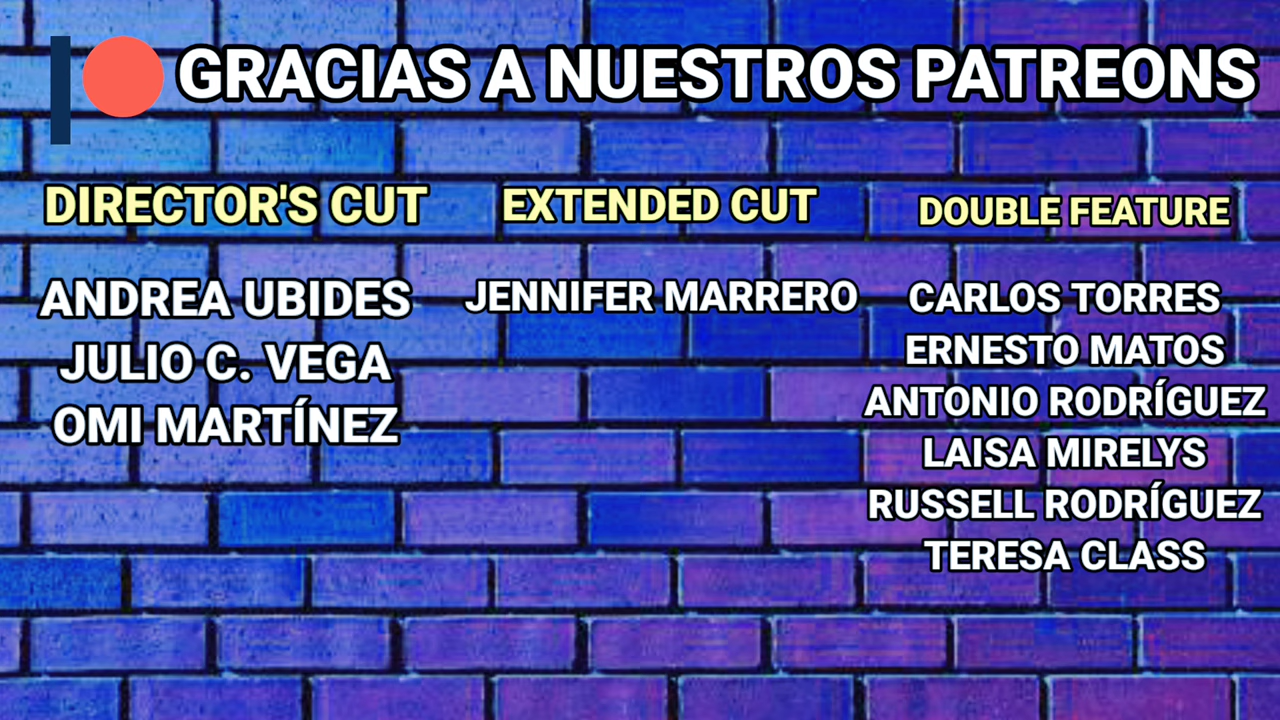 GRACIAS A NUESTROS PATREONS
DIRECTOR'S CUT
ANDREA UBIDES
JULIO C. VEGA
OMI MARTÍNEZ
EXTENDED CUT
JENNIFER MARRERO
DOUBLE FEATURE
CARLOS TORRES
ERNESTO MATOS
ANTONIO RODRÍGUEZ
LAISA MIRELYS
RUSSELL RODRÍGUEZ
TERESA CLASS